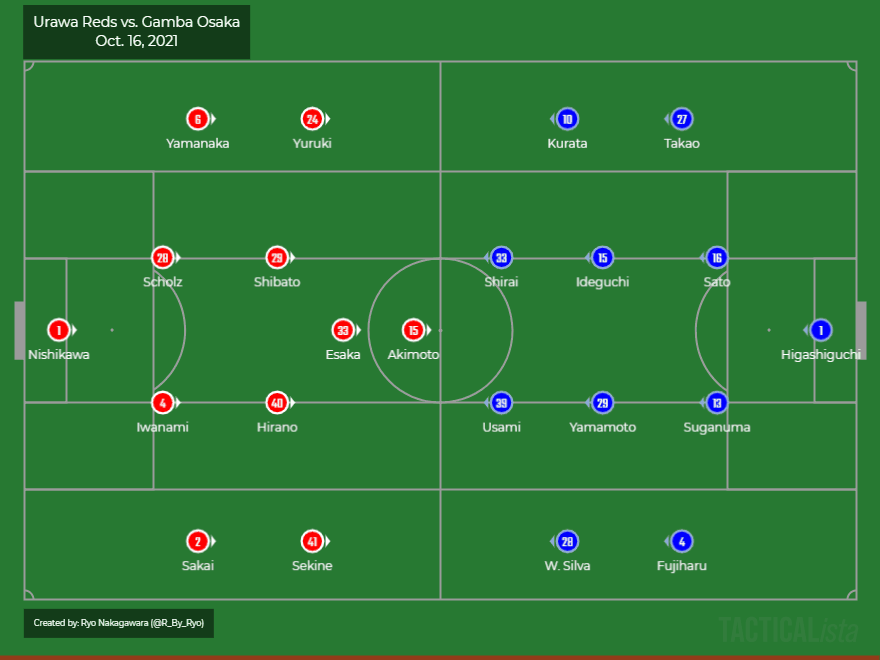 Urawa Reds vs. Gamba Osaka
Oct. 16, 2021
6 24 10 27
Yamanaka Yuruki Kurata Takao
28 29 33 15 16
Scholz Shibato Shirai Ideguchi Sato
1 33 15 1
Nishikawa Esaka Akimoto Higashiguchi
4 40 39 29 13
Iwanami Hirano Usami Yamamoto Suganuma
2 41 28 4
Sakai Sekine W. Silva Fujiharu
Created by: Ryo Nakagawara (@R_By_Ryo)
TACTICALista